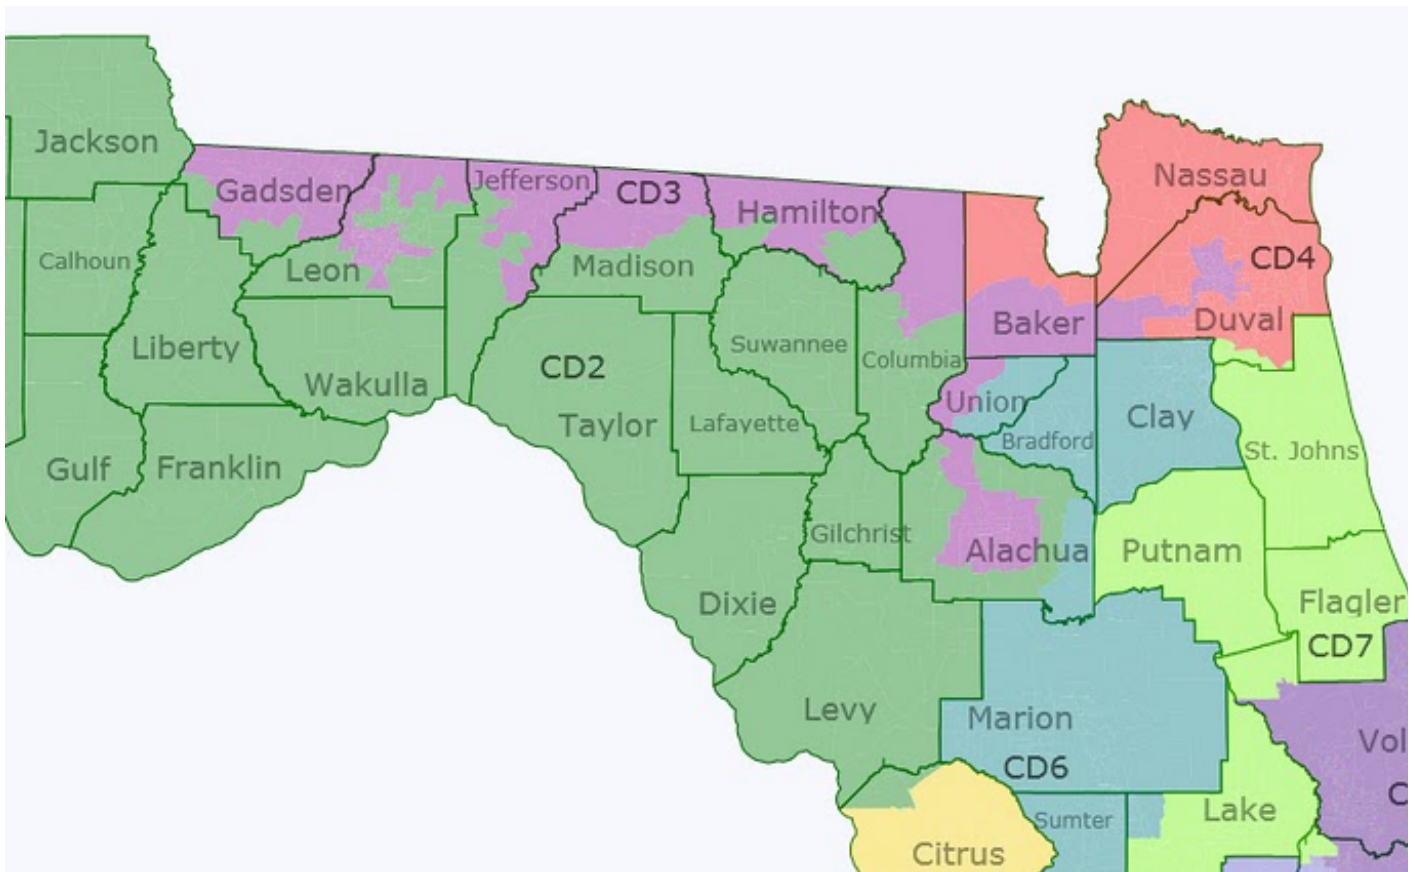 Jackson
Nassau
Gadsden
Jefferson
CD3
Hamilton
Calhoun
Leon
Madison
CD4
Liberty
Wakulla
CD2
Suwannee
Columbia
Baker
Duval
Taylor
Lafayette
Union
Bradford
Clay
St. Johns
Gulf
Franklin
Gilchrist
Alachua
Putnam
Dixie
Flagler
CD7
Levy
Marion
CD6
Vol
C
Sumter
Lake
Citrus